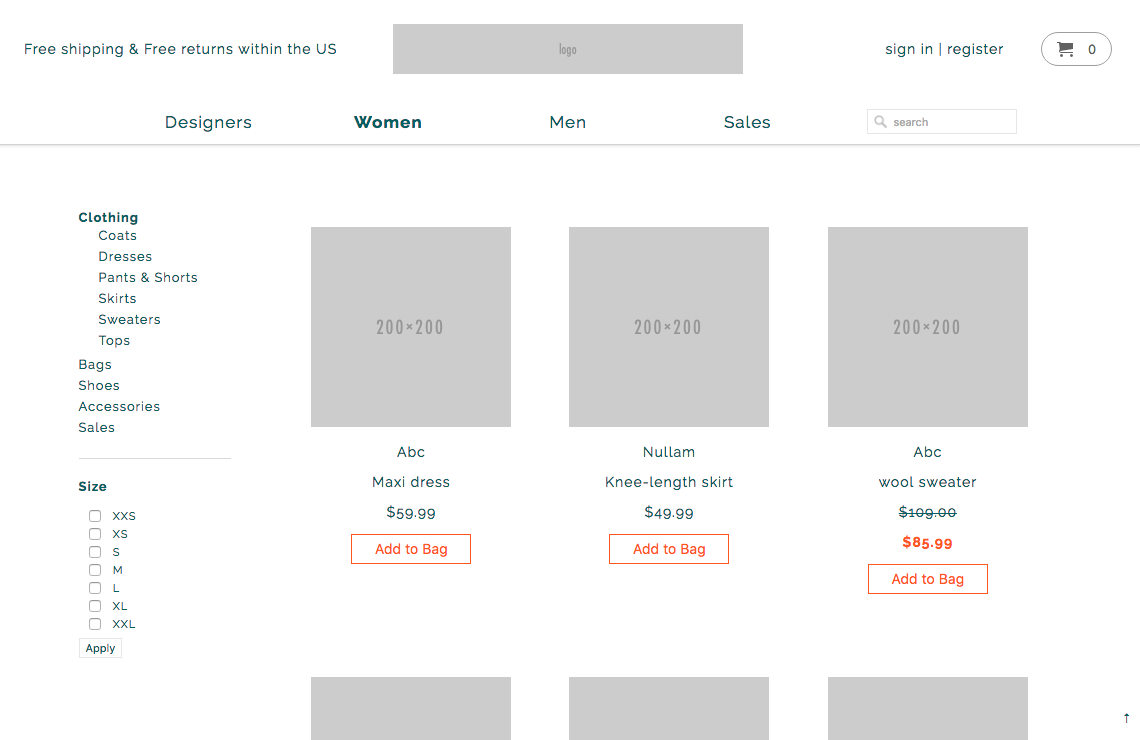 Free shipping & Free returns within the US
logo
sign in | register
0
Designers
Women
Men
Sales
search
Clothing
Coats
Dresses
Pants & Shorts
Skirts
Sweaters
Tops
Bags
Shoes
Accessories
Sales
Size
XXS
XS
S
M
L
XL
XXL
Apply
200×200
Abc
Maxi dress
$59.99
Add to Bag
200×200
Nullam
Knee-length skirt
$49.99
Add to Bag
200×200
Abc
wool sweater
$109.00
$85.99
Add to Bag
↑